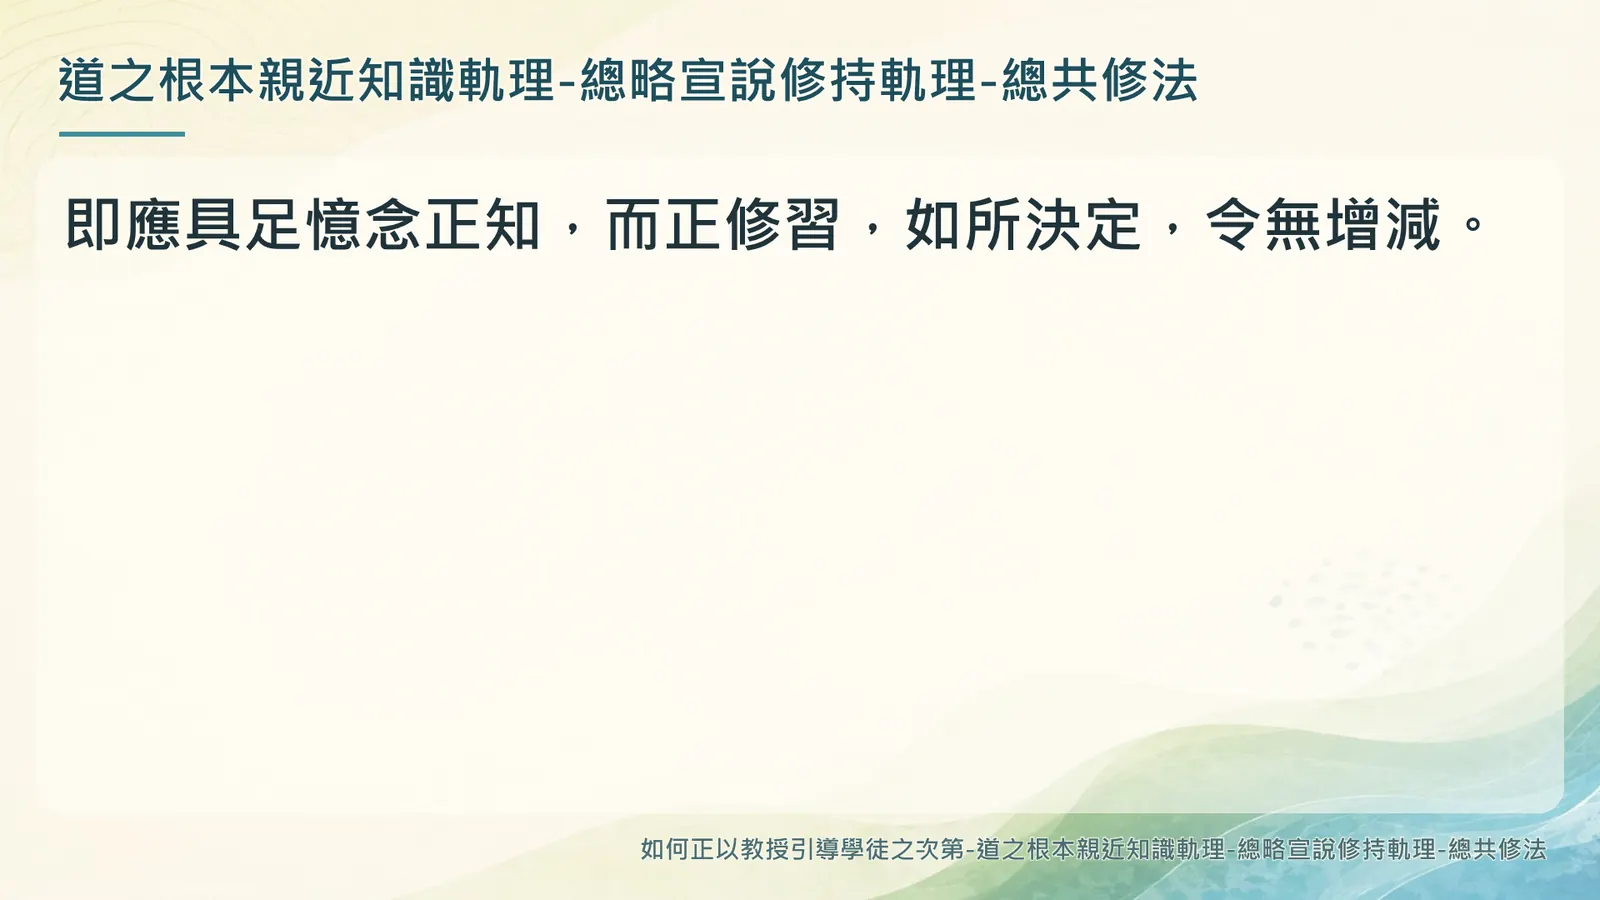 道之根本親近知識軌理-總略宣說修持軌理-總共修法
即應具足憶念正知，而正修習，如所決定，令無增減。
如何正以教授引導學徒之次第-道之根本親近知識軌理-總略宣說修持軌理-總共修法